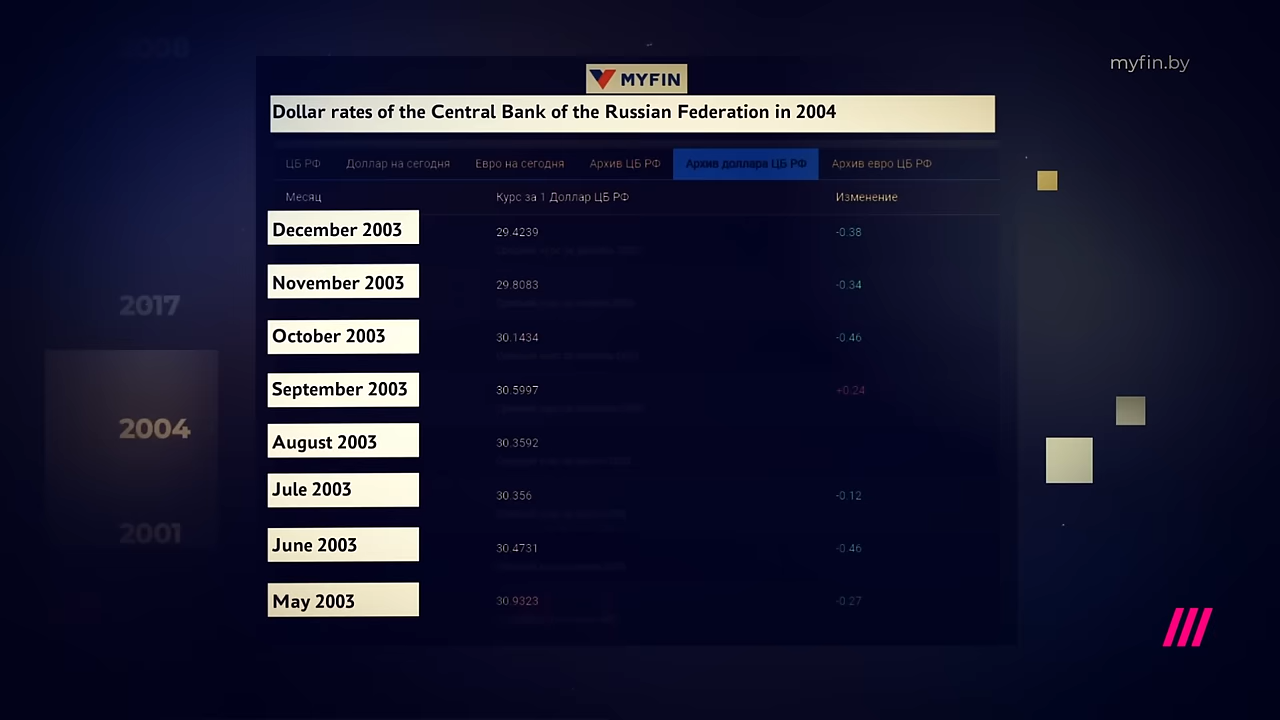 2006
myfin.by
MYFIN
Dollar rates of the Central Bank of the Russian Federation in 2004
ЦБ РФ Доллар на сегодня Евро на сегодня Архив ЦБ РФ Архив доллара ЦБ РФ Архив евро ЦБ РФ
Месяц Курс за 1 Доллар ЦБ РФ Изменение
December 2003 29.4239 -0.38
November 2003 29.8083 -0.34
2017
October 2003 30.1434 -0.46
September 2003 30.5997 +0.24
2004
August 2003 30.3592
Jule 2003 30.356 -0.12
2001
June 2003 30.4731 -0.46
May 2003 30.9323 -0.27